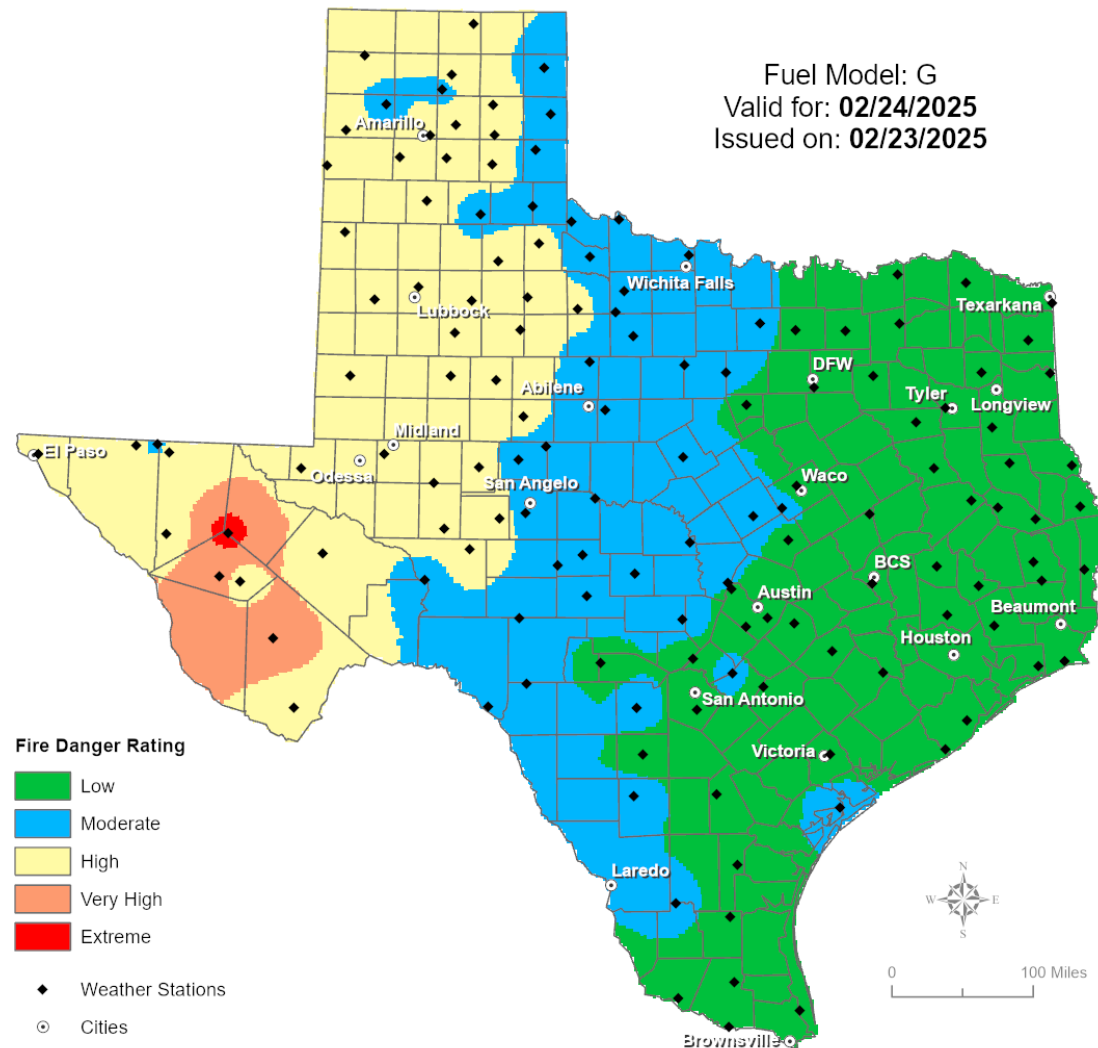 Fuel Model: G
Valid for: 02/24/2025
Issued on: 02/23/2025
Amarillo
Wichita Falls
Lubbock
Texarkana
DFW
Abilene
Tyler
Longview
Midland
El Paso
Odessa
San Angelo
Waco
BCS
Austin
Beaumont
Houston
San Antonio
Victoria
Laredo
Brownsville
Fire Danger Rating
Low
Moderate
High
Very High
Extreme
Weather Stations
Cities
N
W
E
S
0 100 Miles